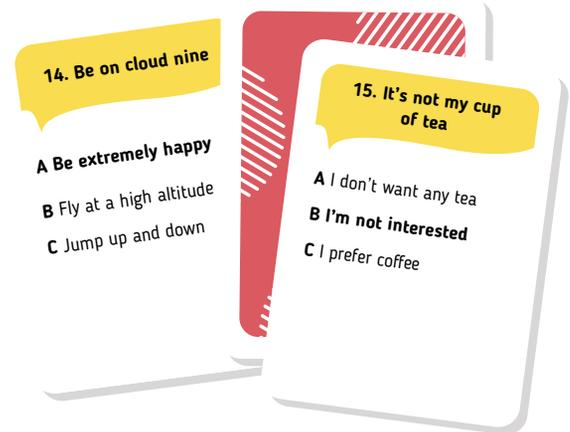 14. Be on cloud nine
A Be extremely happy
B Fly at a high altitude
C Jump up and down
15. It's not my cup
of tea
A I don't want any tea
B I'm not interested
C I prefer coffee